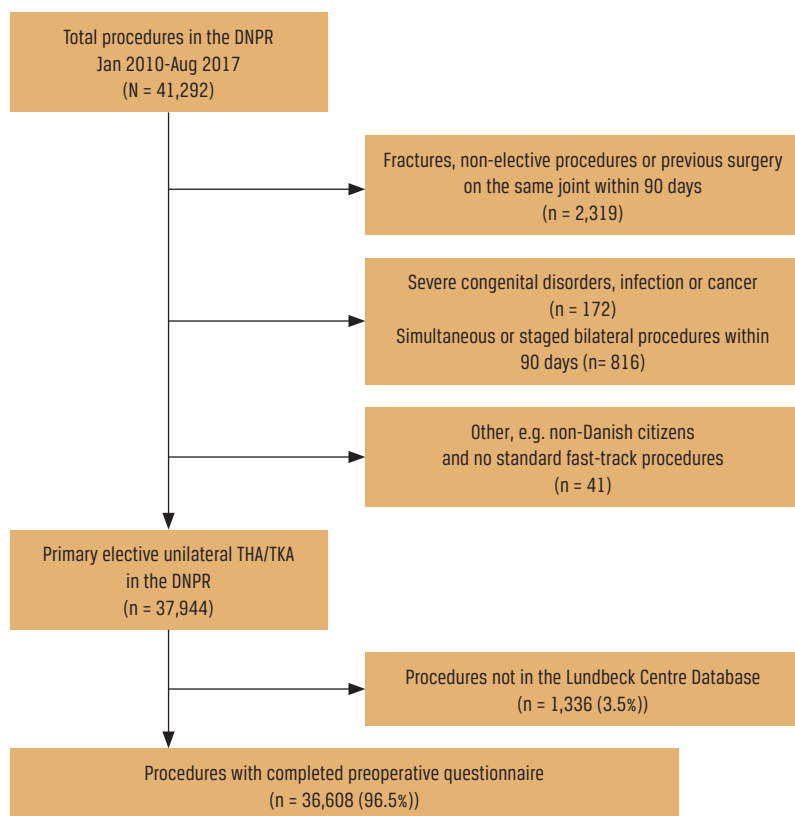 Total procedures in the DNPR
Jan 2010-Aug 2017
(N = 41,292)
Fractures, non-elective procedures or previous surgery
on the same joint within 90 days
(n = 2,319)
Severe congenital disorders, infection or cancer
(n = 172)
Simultaneous or staged bilateral procedures within
90 days (n= 816)
Other, e.g. non-Danish citizens
and no standard fast-track procedures
(n = 41)
Primary elective unilateral THA/TKA
in the DNPR
(n = 37,944)
Procedures not in the Lundbeck Centre Database
(n = 1,336 (3.5%))
Procedures with completed preoperative questionnaire
(n = 36,608 (96.5%))